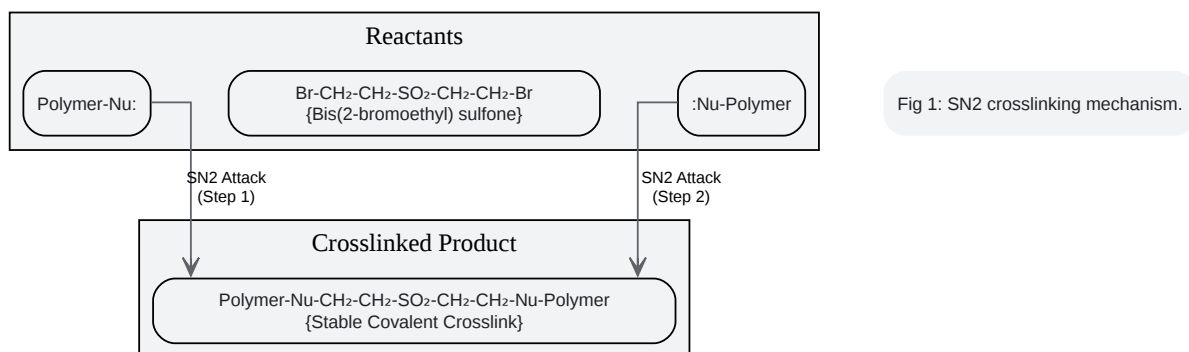 Reactants
Polymer-Nu:
Br-CH₂-CH₂-SO₂-CH₂-CH₂-Br
{Bis(2-bromoethyl) sulfone}
:Nu-Polymer
Fig 1: SN2 crosslinking mechanism.
SN2 Attack
(Step 1)
SN2 Attack
(Step 2)
Crosslinked Product
Polymer-Nu-CH₂-CH₂-SO₂-CH₂-CH₂-Nu-Polymer
{Stable Covalent Crosslink}